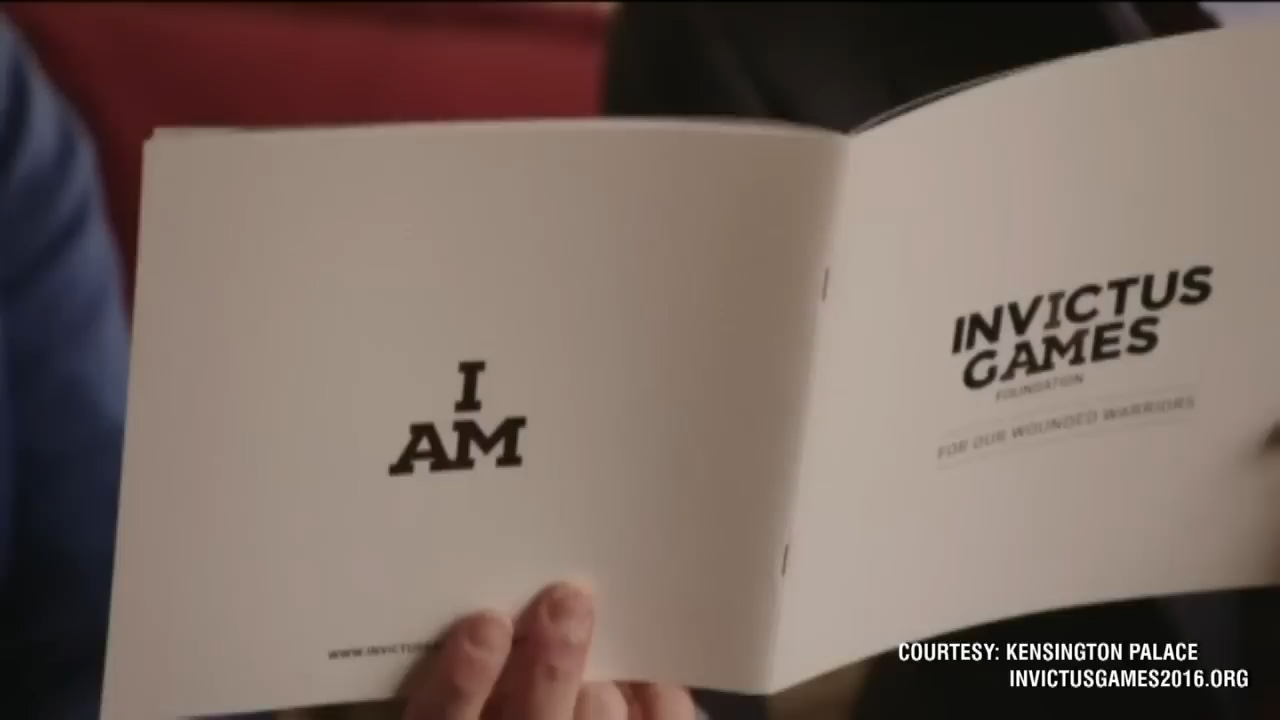 I
AM
INVICTUS
GAMES
FOUNDATION
FOR OUR WOUNDED WARRIORS
COURTESY: KENSINGTON PALACE
INVICTUSGAMES2016.ORG